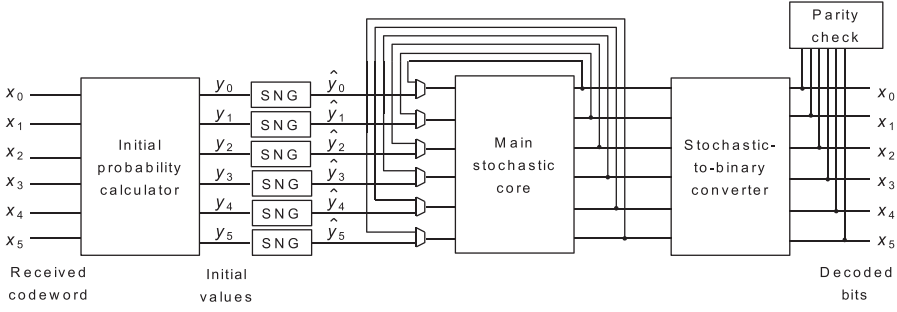 Parity
check
x0 y0 SNG ŷ0 x0
x1 y1 SNG ŷ1 x1
x2 y2 SNG ŷ2 x2
x3 y3 SNG ŷ3 x3
x4 y4 SNG ŷ4 x4
x5 y5 SNG ŷ5 x5
Initial
probability
calculator
Main
stochastic
core
Stochastic-
to-binary
converter
Received
codeword
Initial
values
Decoded
bits